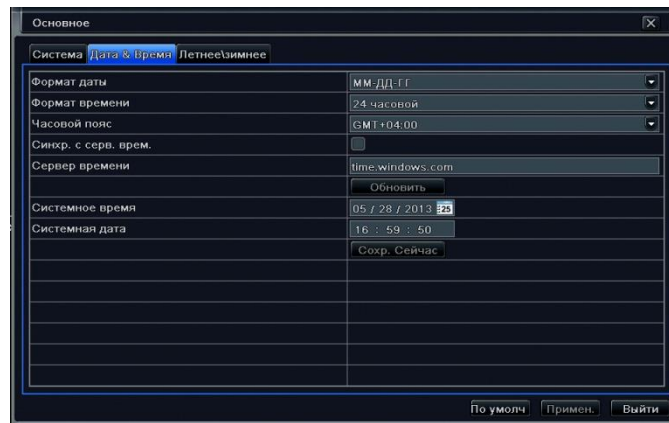 Основное
Система Дата & Время Летнее\зимнее
Формат даты ММ-ДД-ГГ
Формат времени 24 часовой
Часовой пояс GMT+04:00
Синхр. с серв. врем.
Сервер времени time.windows.com
Обновить
Системное время 05 / 28 / 2013 25
Системная дата 16 : 59 : 50
Сохр. Сейчас
По умолч Примен. Выйти